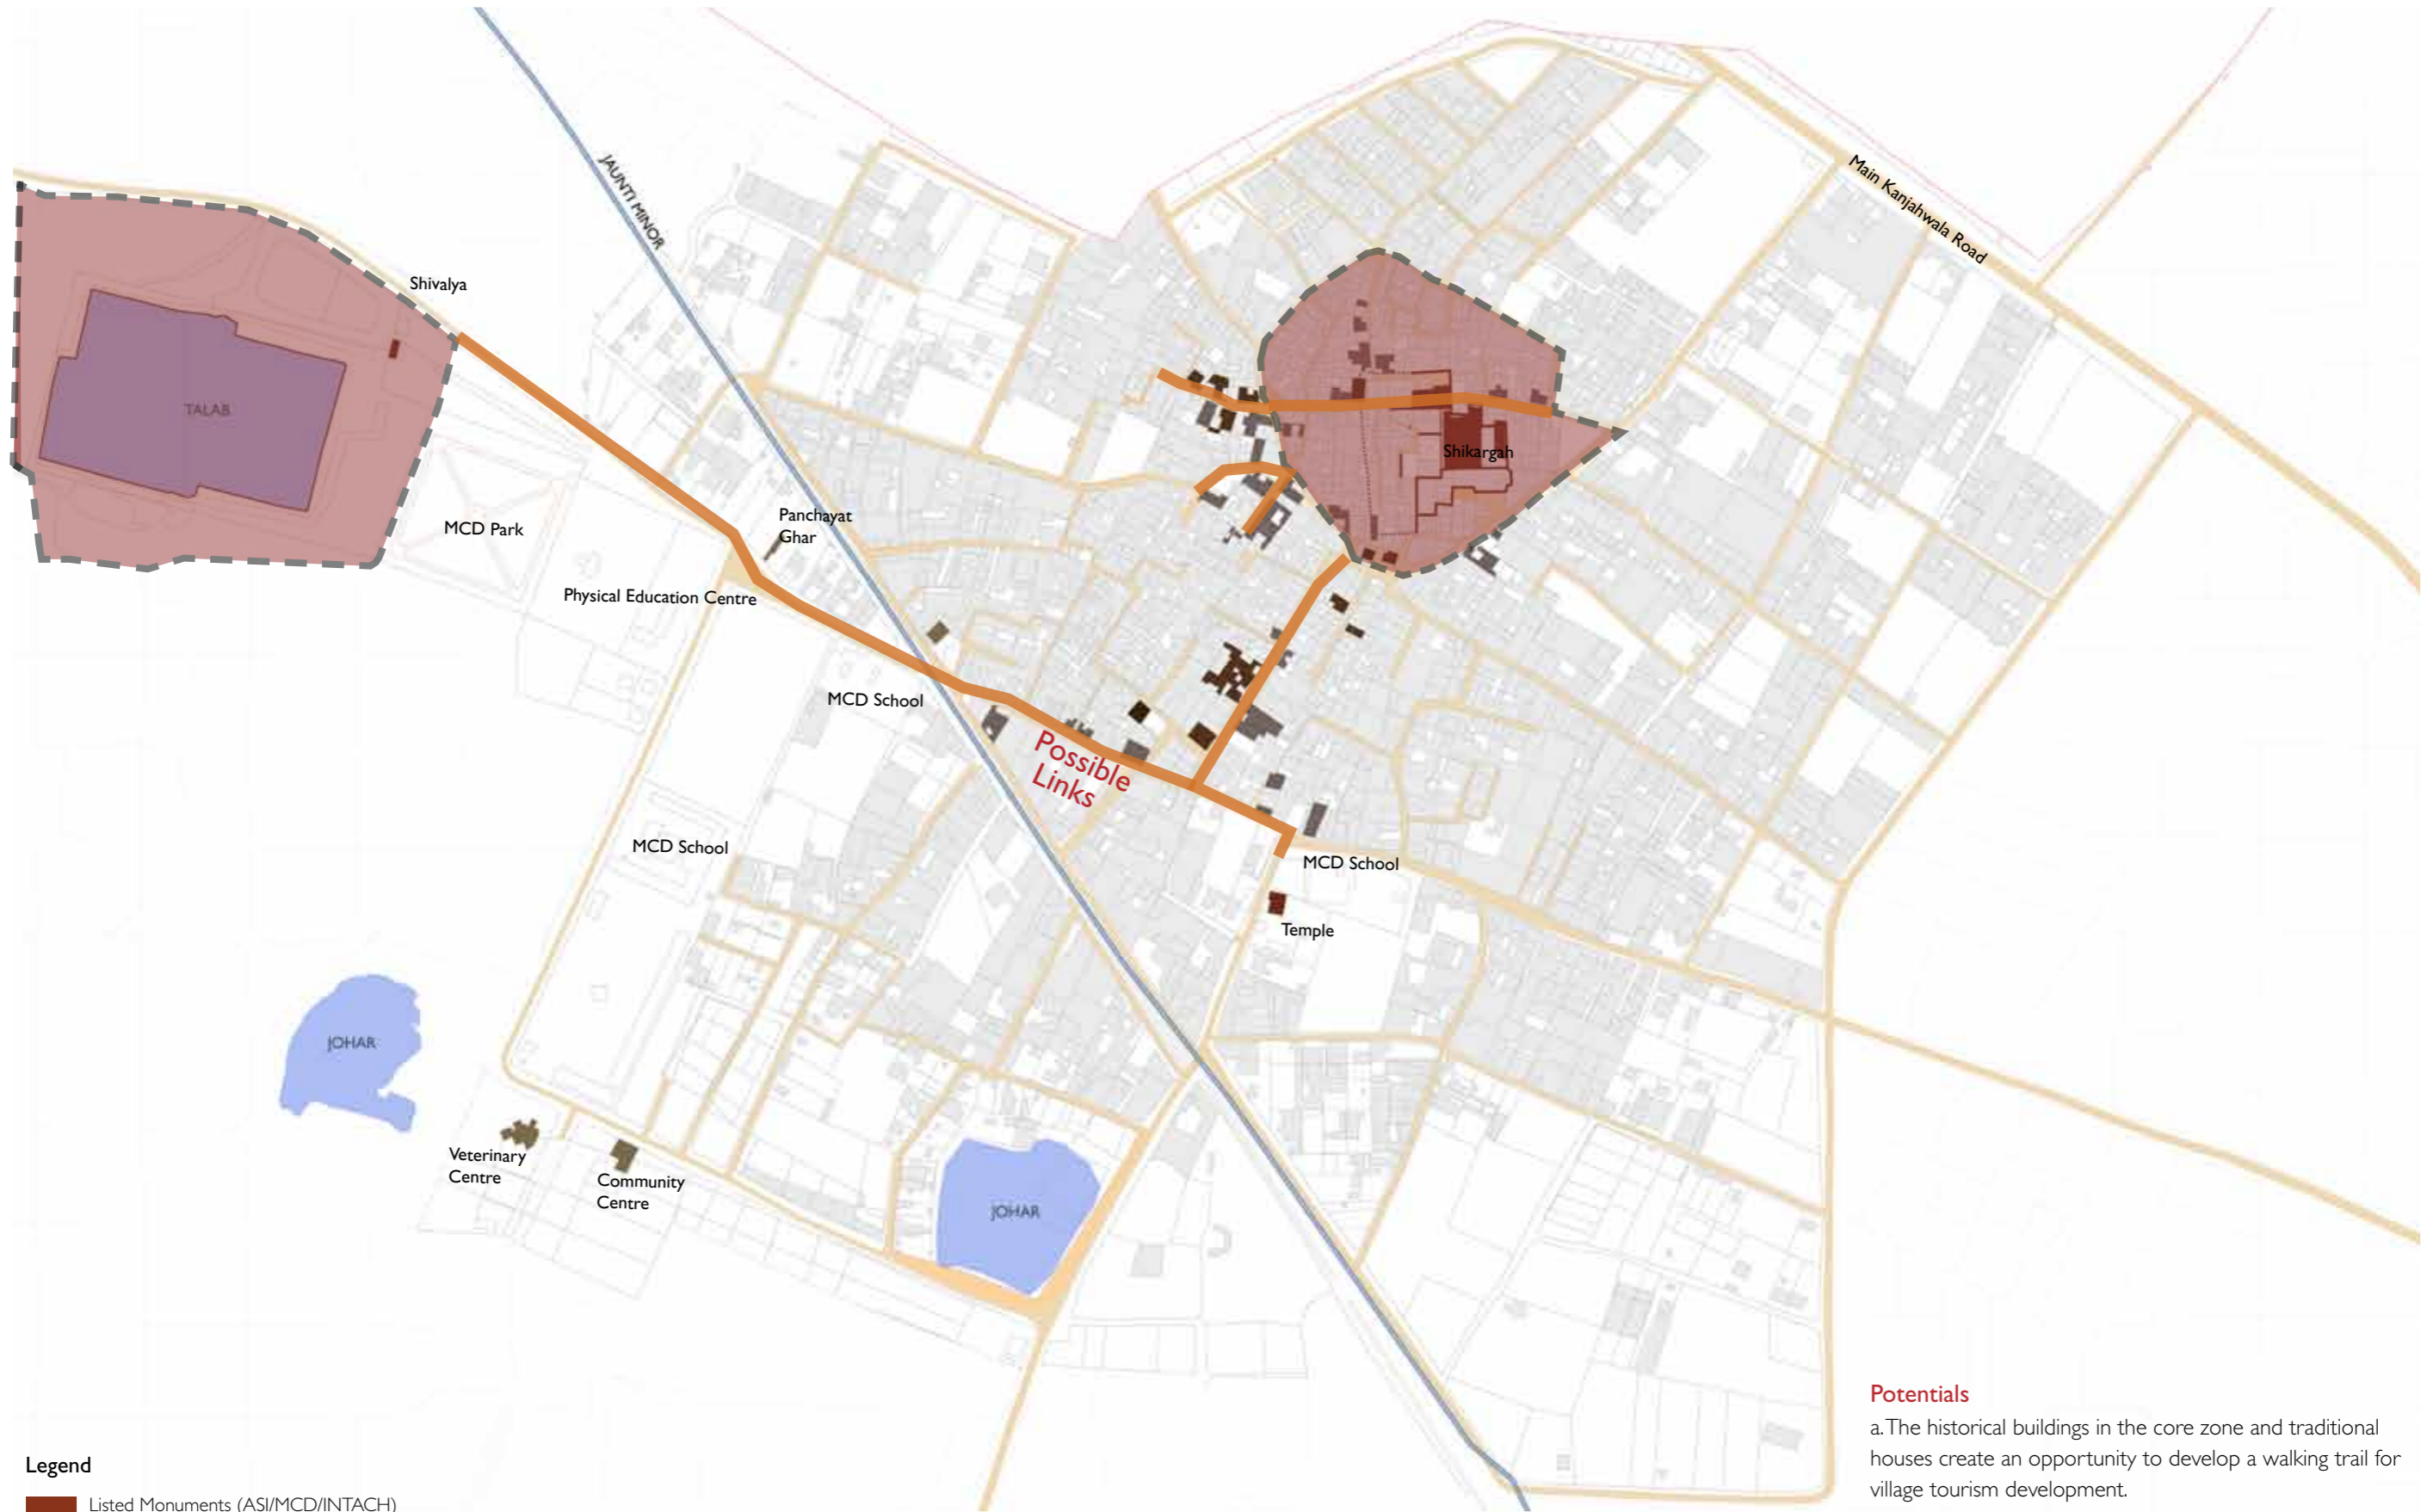 JAUNTI MINOR
Main Kanjahwala Road
Shivalya
TALAB
Shikargah
MCD Park
Panchayat
Ghar
Physical Education Centre
MCD School
Possible
Links
MCD School
MCD School
Temple
JOHAR
Veterinary
Centre
Community
Centre
JOHAR
Potentials
a. The historical buildings in the core zone and traditional
houses create an opportunity to develop a walking trail for
village tourism development.
Legend
Listed Monuments (ASI/MCD/INTACH)